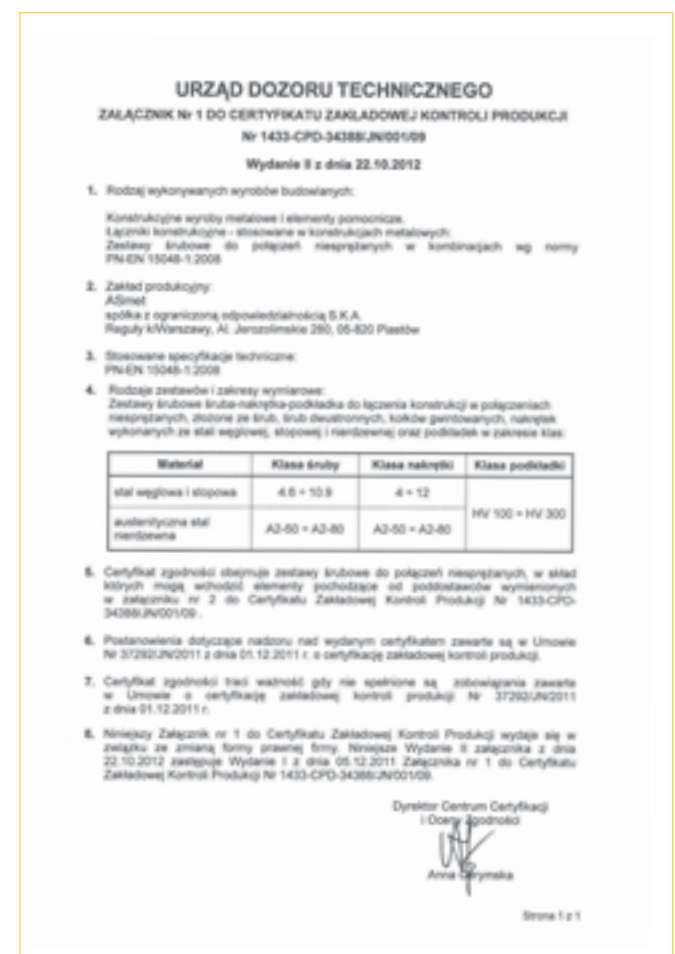 URZĄD DOZORU TECHNICZNEGO
ZAŁĄCZNIK Nr 1 DO CERTYFIKATU ZAKŁADOWEJ KONTROLI PRODUKCJI
Nr 1433-CPD-34388/JN/001/09
Wydanie II z dnia 22.10.2012
1. Rodzaj wykonywanych wyrobów budowlanych:
Konstrukcyjne wyroby metalowe i elementy pomocnicze.
Łączniki konstrukcyjne - stosowane w konstrukcjach metalowych:
Zestawy śrubowe do połączeń niesprężanych w kombinacjach wg normy
PN-EN 15048-1:2008
2. Zakład produkcyjny:
ASmet
spółka z ograniczoną odpowiedzialnością S.K.A.
Reguły k/Warszawy, Al. Jerozolimskie 280, 05-820 Piastów
3. Stosowane specyfikacje techniczne:
PN-EN 15048-1:2008
4. Rodzaje zestawów i zakresy wymiarowe:
Zestawy śrubowe śruba-nakrętka-podkładka do łączenia konstrukcji w połączeniach
niesprężanych, złożone ze śrub, śrub dwustronnych, kołków gwintowanych, nakrętek
wykonanych ze stali węglowej, stopowej i nierdzewnej oraz podkładek w zakresie klas:
Materiał Klasa śruby Klasa nakrętki Klasa podkładki
stal węglowa i stopowa 4.6 ÷ 10.9 4 ÷ 12
HV 100 ÷ HV 300
austenityczna stal
nierdzewna A2-50 ÷ A2-80 A2-50 ÷ A2-80
5. Certyfikat zgodności obejmuje zestawy śrubowe do połączeń niesprężanych, w skład
których mogą wchodzić elementy pochodzące od poddostawców wymienionych
w załączniku nr 2 do Certyfikatu Zakładowej Kontroli Produkcji Nr 1433-CPD-
34388/JN/001/09.
6. Postanowienia dotyczące nadzoru nad wydanym certyfikatem zawarte są w Umowie
Nr 37292/JN/2011 z dnia 01.12.2011 r. o certyfikację zakładowej kontroli produkcji.
7. Certyfikat zgodności traci ważność gdy nie spełnione są zobowiązania zawarte
w Umowie o certyfikację zakładowej kontroli produkcji Nr 37292/JN/2011
z dnia 01.12.2011 r.
8. Niniejszy Załącznik nr 1 do Certyfikatu Zakładowej Kontroli Produkcji wydaje się w
związku ze zmianą formy prawnej firmy. Niniejsze Wydanie II załącznika z dnia
22.10.2012 zastępuje Wydanie I z dnia 05.12.2011 Załącznika nr 1 do Certyfikatu
Zakładowej Kontroli Produkcji Nr 1433-CPD-34388/JN/001/09.
Dyrektor Centrum Certyfikacji
i Oceny Zgodności
Anna
Strona 1 z 1